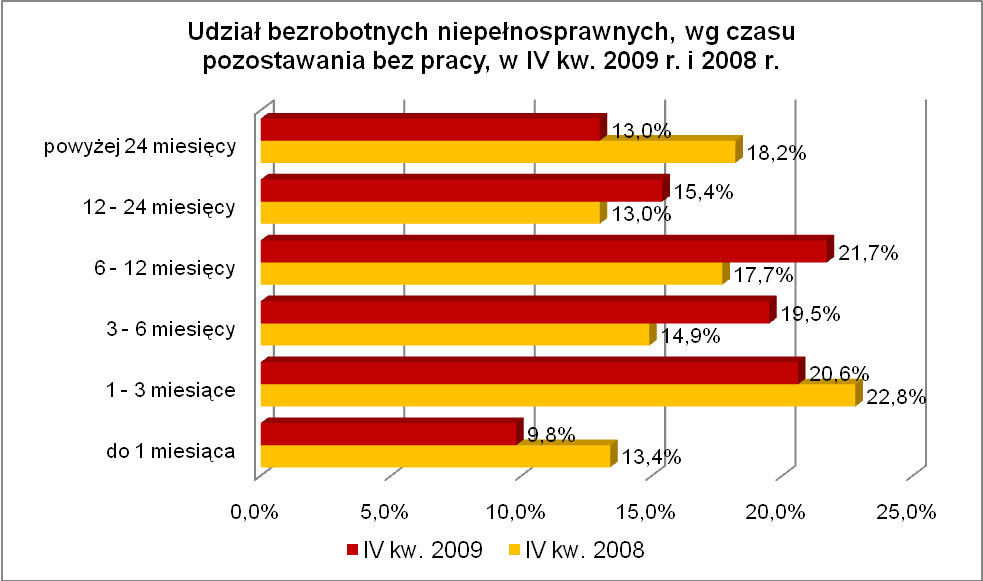 Udział bezrobotnych niepełnosprawnych, wg czasu
pozostawania bez pracy, w IV kw. 2009 r. i 2008 r.
powyżej 24 miesięcy
13,0%
18,2%
12 - 24 miesięcy
15,4%
13,0%
6 - 12 miesięcy
21,7%
17,7%
3 - 6 miesięcy
19,5%
14,9%
1 - 3 miesiące
20,6%
22,8%
do 1 miesiąca
9,8%
13,4%
0,0% 5,0% 10,0% 15,0% 20,0% 25,0%
IV kw. 2009 IV kw. 2008